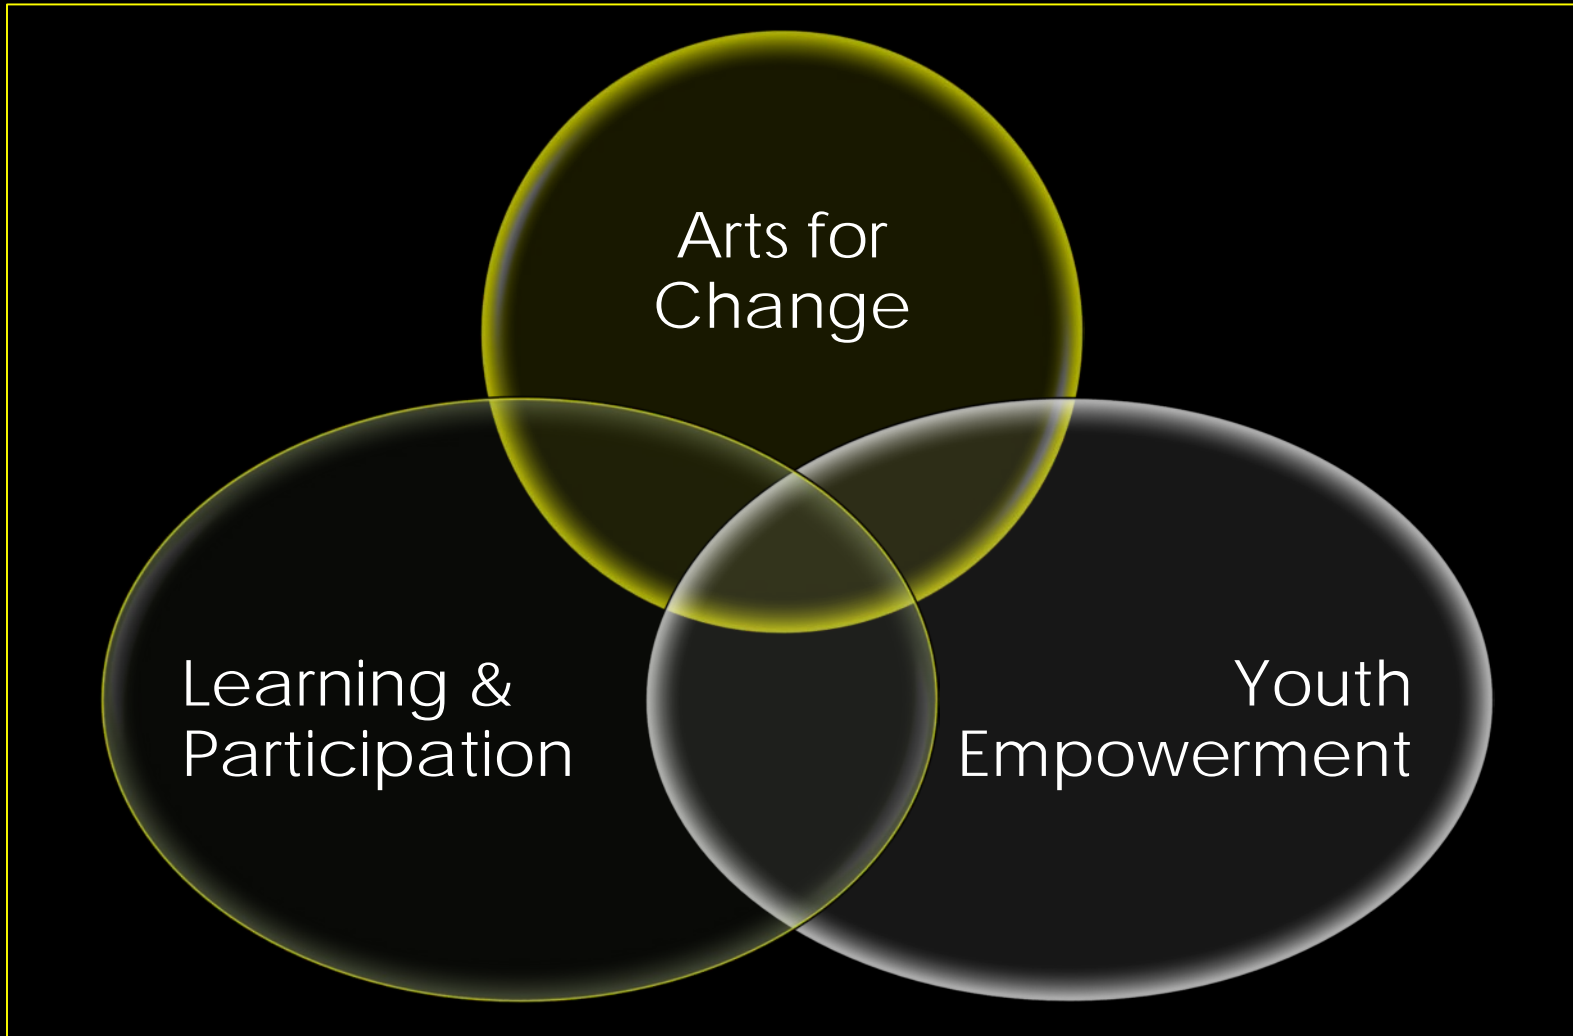 Arts for
Change
Learning &
Participation
Youth
Empowerment